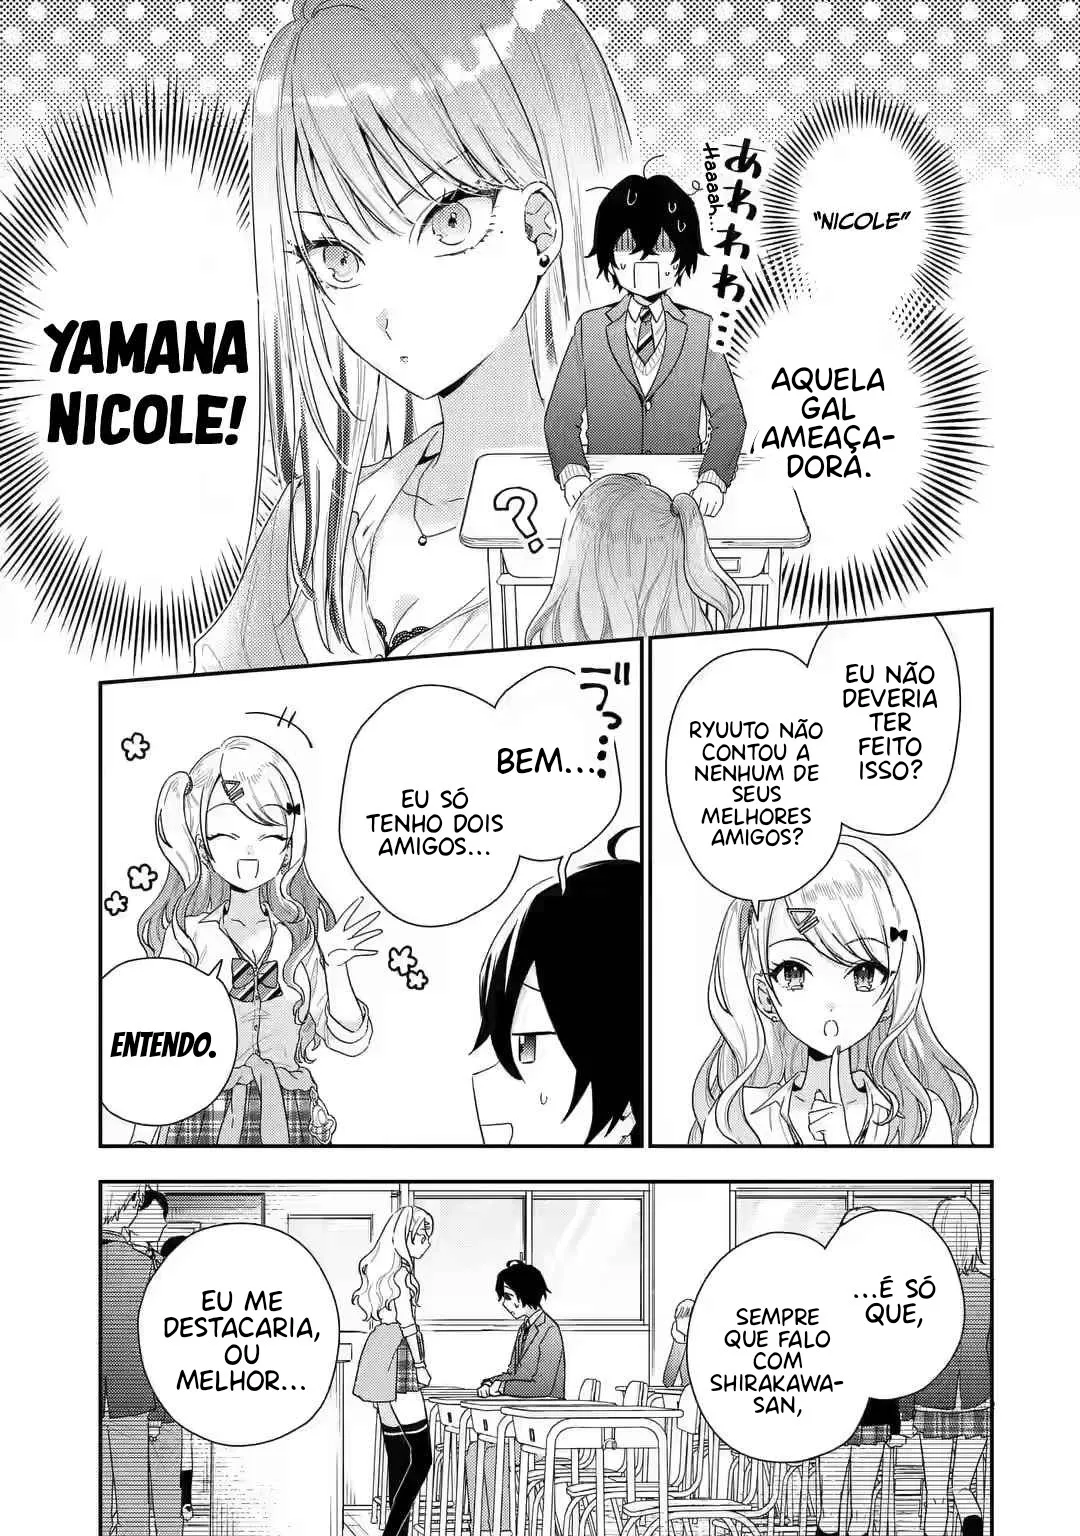 "NICOLE"
AQUELA
GAL
AMEAÇA-
DORA.
あわわわ…
Haaaah...
YAMANA
NICOLE!
?
EU NÃO
DEVERIA
TER
FEITO
ISSO?
RYUUTO NÃO
CONTOU A
NENHUM DE
SEUS
MELHORES
AMIGOS?
うっ…
BEM...
EU SÓ
TENHO DOIS
AMIGOS...
ENTENDO.
...É SÓ
QUE,
SEMPRE
QUE FALO
COM
SHIRAKAWA-
SAN,
EU ME
DESTACARIA,
OU
MELHOR...